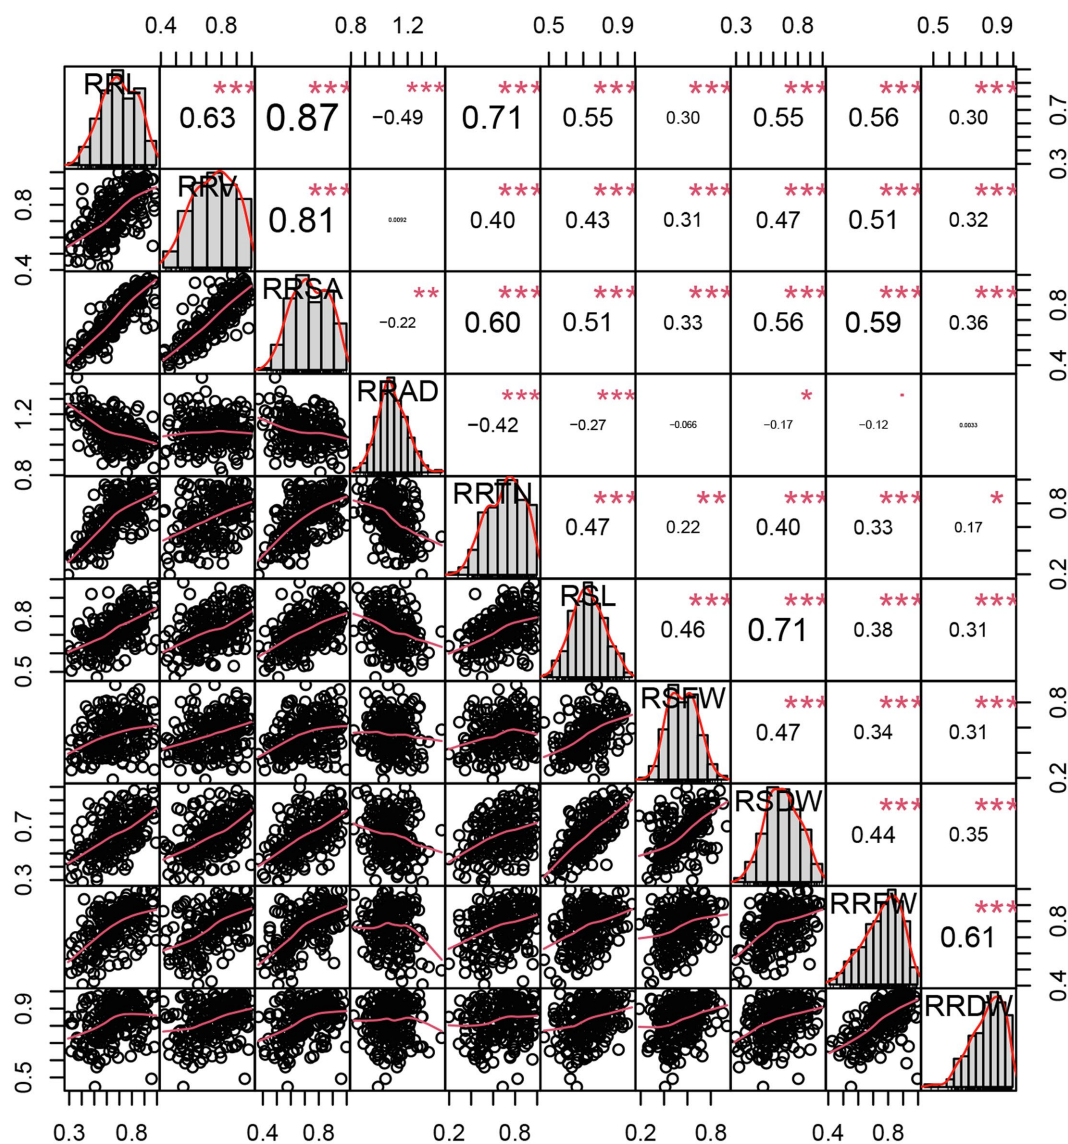 0.4 0.8 0.8 1.2 0.5 0.9 0.3 0.8 0.5 0.9
RRL *** *** *** *** *** *** *** *** ***
0.63 0.87 −0.49 0.71 0.55 0.30 0.55 0.56 0.30
0.3 0.7
RRV *** *** *** *** *** *** ***
0.81 0.0092 0.40 0.43 0.31 0.47 0.51 0.32
0.4 0.8
RRSA ** *** *** *** *** *** ***
−0.22 0.60 0.51 0.33 0.56 0.59 0.36
0.4 0.8
RRAD *** *** * .
−0.42 −0.27 −0.066 −0.17 −0.12 0.0033
0.8 1.2
RRTN *** ** *** *** *
0.47 0.22 0.40 0.33 0.17
0.2 0.8
RSL *** *** *** ***
0.46 0.71 0.38 0.31
0.5 0.8
RSFW *** *** ***
0.47 0.34 0.31
0.2 0.8
RSDW *** ***
0.44 0.35
0.3 0.7
RRFW ***
0.61
0.4 0.8
RRDW
0.5 0.9
0.3 0.8 0.4 0.8 0.2 0.8 0.2 0.8 0.4 0.8